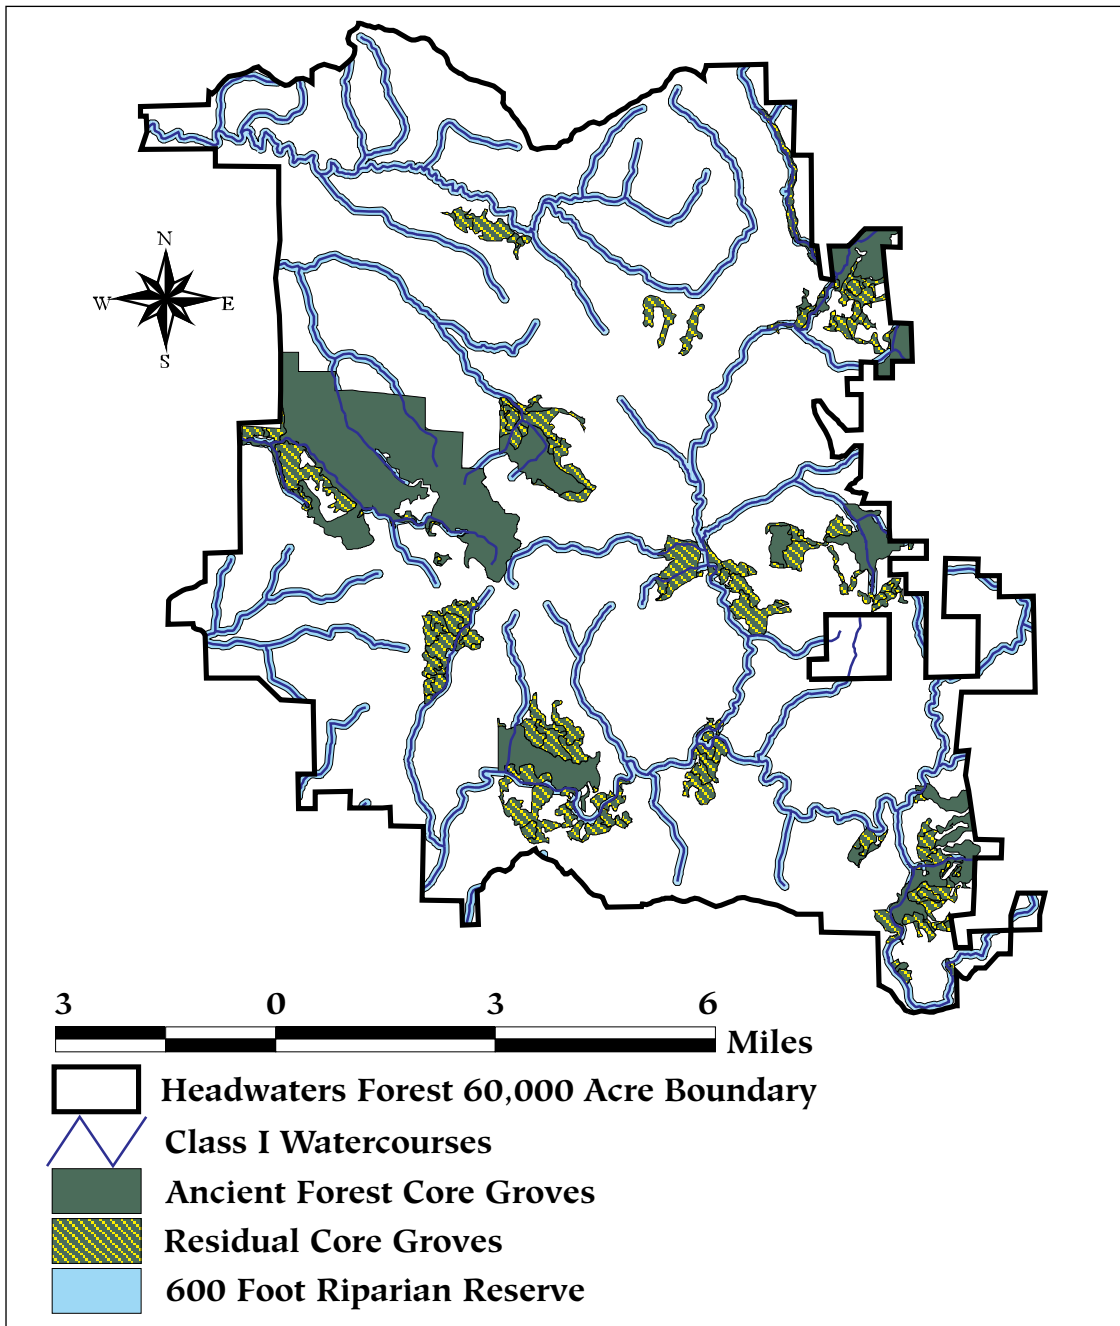 N
W E
S
3 0 3 6
Miles
Headwaters Forest 60,000 Acre Boundary
Class I Watercourses
Ancient Forest Core Groves
Residual Core Groves
600 Foot Riparian Reserve